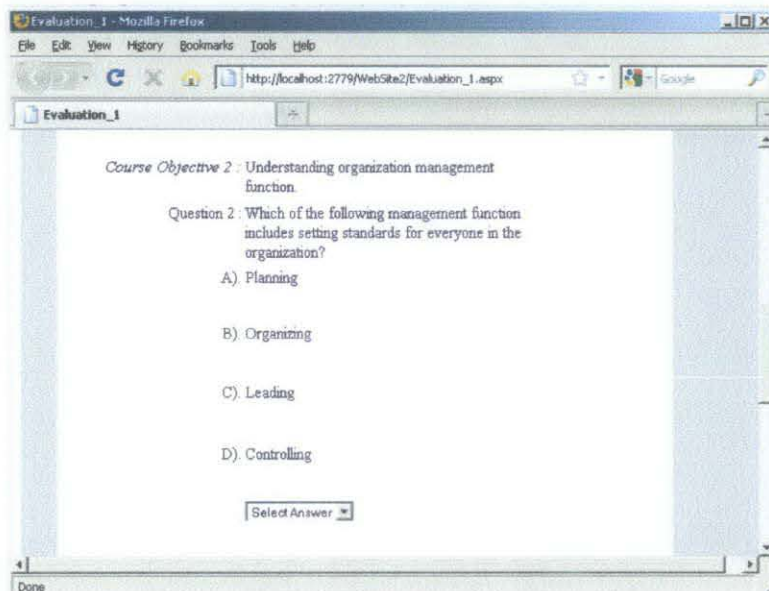 Evaluation_1 - Mozilla Firefox
File Edit View History Bookmarks Tools Help
http://localhost:2779/WebSite2/Evaluation_1.aspx Google
Evaluation_1
Course Objective 2 : Understanding organization management
function.
Question 2 : Which of the following management function
includes setting standards for everyone in the
organization?
A). Planning
B). Organizing
C). Leading
D). Controlling
Select Answer
Done